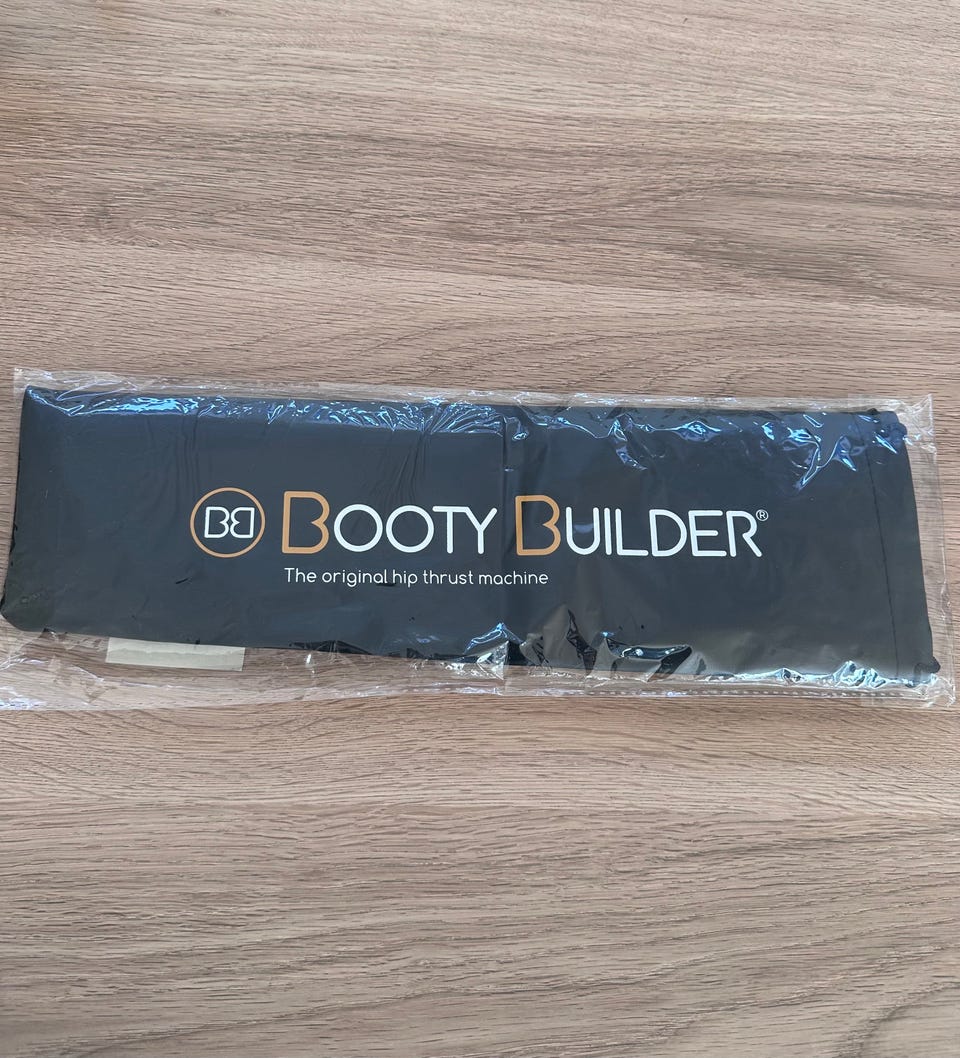 BB BOOTY BUILDER®
The original hip thrust machine